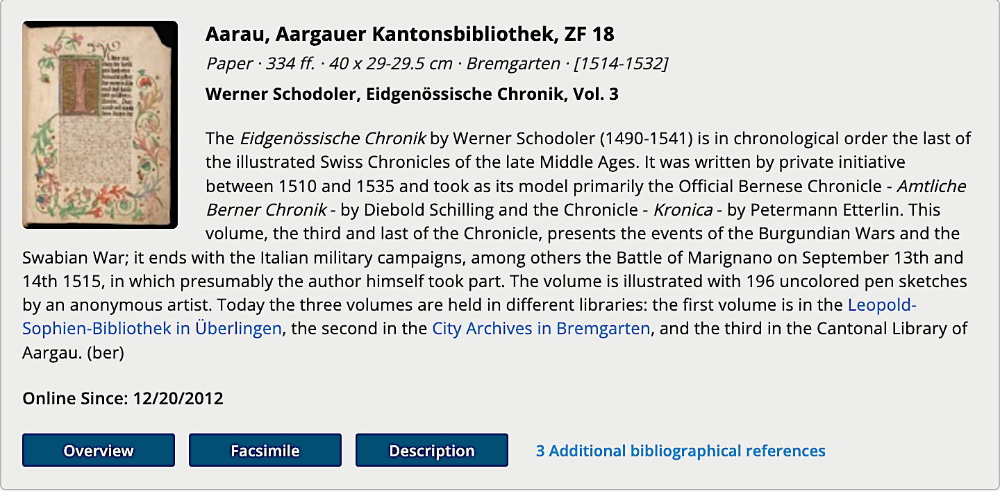 Aarau, Aargauer Kantonsbibliothek, ZF 18
Paper · 334 ff. · 40 x 29-29.5 cm · Bremgarten · [1514-1532]
Werner Schodoler, Eidgenössische Chronik, Vol. 3
The Eidgenössische Chronik by Werner Schodoler (1490-1541) is in chronological order the last of
the illustrated Swiss Chronicles of the late Middle Ages. It was written by private initiative
between 1510 and 1535 and took as its model primarily the Official Bernese Chronicle - Amtliche
Berner Chronik - by Diebold Schilling and the Chronicle - Kronica - by Petermann Etterlin. This
volume, the third and last of the Chronicle, presents the events of the Burgundian Wars and the
Swabian War; it ends with the Italian military campaigns, among others the Battle of Marignano on September 13th and
14th 1515, in which presumably the author himself took part. The volume is illustrated with 196 uncolored pen sketches
by an anonymous artist. Today the three volumes are held in different libraries: the first volume is in the Leopold-
Sophien-Bibliothek in Überlingen, the second in the City Archives in Bremgarten, and the third in the Cantonal Library of
Aargau. (ber)
Online Since: 12/20/2012
Overview
Facsimile
Description
3 Additional bibliographical references